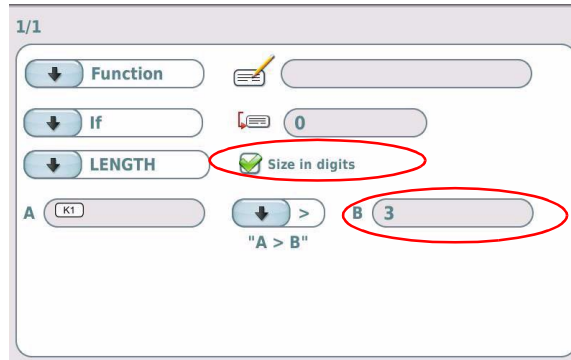 1/1
Function
If 0
LENGTH Size in digits
A K1 > B 3
"A > B"